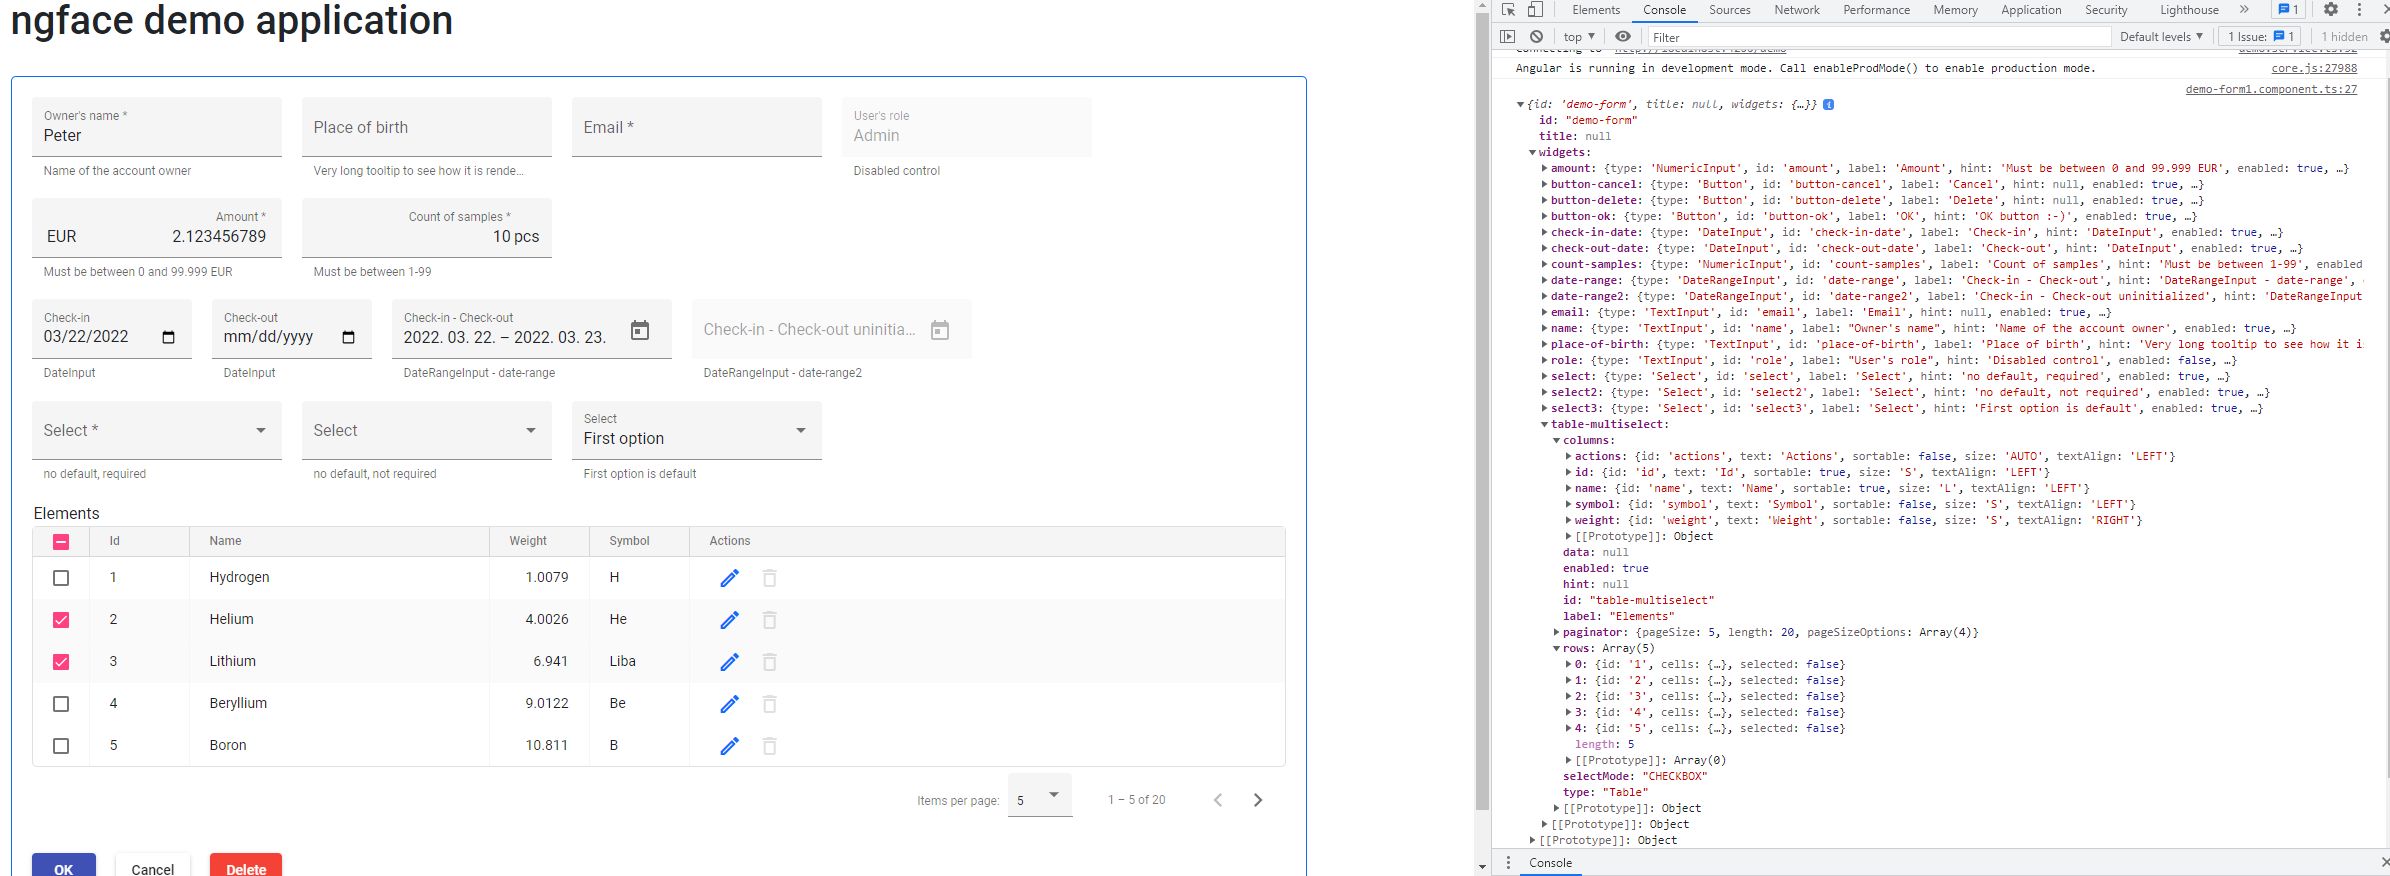 ngface demo application
Owner's name *
Peter
Name of the account owner
Place of birth
Very long tooltip to see how it is rende...
Email *
User's role
Admin
Disabled control
Amount *
EUR 2.123456789
Must be between 0 and 99.999 EUR
Count of samples *
10 pcs
Must be between 1-99
Check-in
03/22/2022
DateInput
Check-out
mm/dd/yyyy
DateInput
Check-in - Check-out
2022. 03. 22. – 2022. 03. 23.
DateRangeInput - date-range
Check-in - Check-out uninitia...
DateRangeInput - date-range2
Select *
no default, required
Select
no default, not required
Select
First option
First option is default
Elements
Id Name Weight Symbol Actions
1 Hydrogen 1.0079 H
2 Helium 4.0026 He
3 Lithium 6.941 Liba
4 Beryllium 9.0122 Be
5 Boron 10.811 B
Items per page: 5 1 – 5 of 20
OK Cancel Delete
Elements Console Sources Network Performance Memory Application Security Lighthouse » 1
top Filter Default levels 1 Issue: 1 1 hidden
Angular is running in development mode. Call enableProdMode() to enable production mode. core.js:27988
demo-form1.component.ts:27
{id: 'demo-form', title: null, widgets: {…}} i
id: "demo-form"
title: null
widgets:
amount: {type: 'NumericInput', id: 'amount', label: 'Amount', hint: 'Must be between 0 and 99.999 EUR', enabled: true, …}
button-cancel: {type: 'Button', id: 'button-cancel', label: 'Cancel', hint: null, enabled: true, …}
button-delete: {type: 'Button', id: 'button-delete', label: 'Delete', hint: null, enabled: true, …}
button-ok: {type: 'Button', id: 'button-ok', label: 'OK', hint: 'OK button :-)', enabled: true, …}
check-in-date: {type: 'DateInput', id: 'check-in-date', label: 'Check-in', hint: 'DateInput', enabled: true, …}
check-out-date: {type: 'DateInput', id: 'check-out-date', label: 'Check-out', hint: 'DateInput', enabled: true, …}
count-samples: {type: 'NumericInput', id: 'count-samples', label: 'Count of samples', hint: 'Must be between 1-99', enabled
date-range: {type: 'DateRangeInput', id: 'date-range', label: 'Check-in - Check-out', hint: 'DateRangeInput - date-range',
date-range2: {type: 'DateRangeInput', id: 'date-range2', label: 'Check-in - Check-out uninitialized', hint: 'DateRangeInput
email: {type: 'TextInput', id: 'email', label: 'Email', hint: null, enabled: true, …}
name: {type: 'TextInput', id: 'name', label: "Owner's name", hint: 'Name of the account owner', enabled: true, …}
place-of-birth: {type: 'TextInput', id: 'place-of-birth', label: 'Place of birth', hint: 'Very long tooltip to see how it i
role: {type: 'TextInput', id: 'role', label: "User's role", hint: 'Disabled control', enabled: false, …}
select: {type: 'Select', id: 'select', label: 'Select', hint: 'no default, required', enabled: true, …}
select2: {type: 'Select', id: 'select2', label: 'Select', hint: 'no default, not required', enabled: true, …}
select3: {type: 'Select', id: 'select3', label: 'Select', hint: 'First option is default', enabled: true, …}
table-multiselect:
columns:
actions: {id: 'actions', text: 'Actions', sortable: false, size: 'AUTO', textAlign: 'LEFT'}
id: {id: 'id', text: 'Id', sortable: true, size: 'S', textAlign: 'LEFT'}
name: {id: 'name', text: 'Name', sortable: true, size: 'L', textAlign: 'LEFT'}
symbol: {id: 'symbol', text: 'Symbol', sortable: false, size: 'S', textAlign: 'LEFT'}
weight: {id: 'weight', text: 'Weight', sortable: false, size: 'S', textAlign: 'RIGHT'}
[[Prototype]]: Object
data: null
enabled: true
hint: null
id: "table-multiselect"
label: "Elements"
paginator: {pageSize: 5, length: 20, pageSizeOptions: Array(4)}
rows: Array(5)
0: {id: '1', cells: {…}, selected: false}
1: {id: '2', cells: {…}, selected: false}
2: {id: '3', cells: {…}, selected: false}
3: {id: '4', cells: {…}, selected: false}
4: {id: '5', cells: {…}, selected: false}
length: 5
[[Prototype]]: Array(0)
selectMode: "CHECKBOX"
type: "Table"
[[Prototype]]: Object
[[Prototype]]: Object
[[Prototype]]: Object
Console